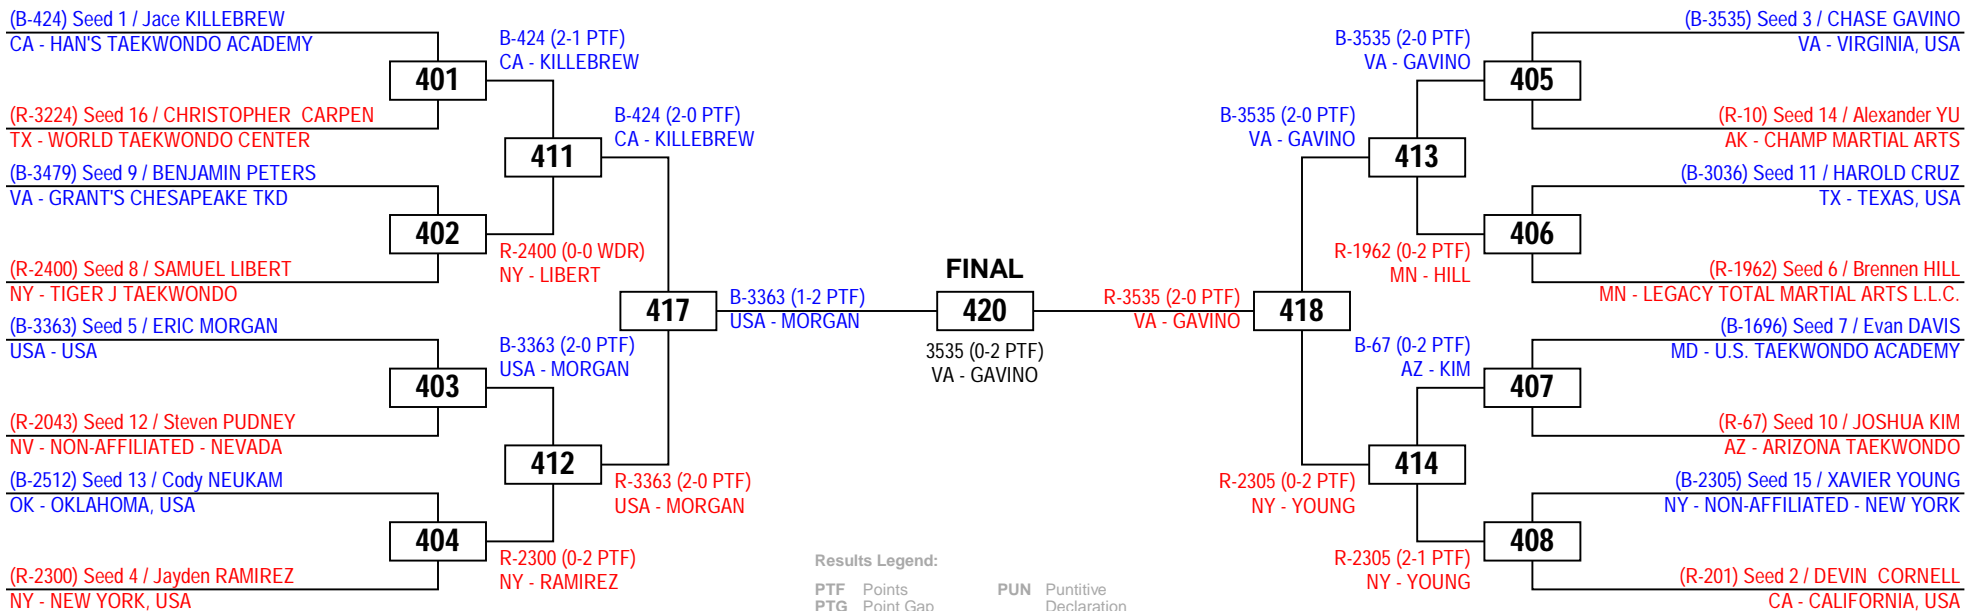 (B-424) Seed 1 / Jace KILLEBREW
CA - HAN'S TAEKWONDO ACADEMY
401
(R-3224) Seed 16 / CHRISTOPHER CARPEN
TX - WORLD TAEKWONDO CENTER
(B-3479) Seed 9 / BENJAMIN PETERS
VA - GRANT'S CHESAPEAKE TKD
402
(R-2400) Seed 8 / SAMUEL LIBERT
NY - TIGER J TAEKWONDO
(B-3363) Seed 5 / ERIC MORGAN
USA - USA
403
(R-2043) Seed 12 / Steven PUDNEY
NV - NON-AFFILIATED - NEVADA
(B-2512) Seed 13 / Cody NEUKAM
OK - OKLAHOMA, USA
404
(R-2300) Seed 4 / Jayden RAMIREZ
NY - NEW YORK, USA
B-424 (2-1 PTF)
CA - KILLEBREW
411
R-2400 (0-0 WDR)
NY - LIBERT
B-3363 (2-0 PTF)
USA - MORGAN
412
R-2300 (0-2 PTF)
NY - RAMIREZ
B-424 (2-0 PTF)
CA - KILLEBREW
417
R-3363 (2-0 PTF)
USA - MORGAN
B-3363 (1-2 PTF)
USA - MORGAN
FINAL
420
3535 (0-2 PTF)
VA - GAVINO
R-3535 (2-0 PTF)
VA - GAVINO
418
B-3535 (2-0 PTF)
VA - GAVINO
413
R-2305 (0-2 PTF)
NY - YOUNG
414
B-3535 (2-0 PTF)
VA - GAVINO
R-1962 (0-2 PTF)
MN - HILL
B-67 (0-2 PTF)
AZ - KIM
R-2305 (2-1 PTF)
NY - YOUNG
(B-3535) Seed 3 / CHASE GAVINO
VA - VIRGINIA, USA
405
(R-10) Seed 14 / Alexander YU
AK - CHAMP MARTIAL ARTS
(B-3036) Seed 11 / HAROLD CRUZ
TX - TEXAS, USA
406
(R-1962) Seed 6 / Brennen HILL
MN - LEGACY TOTAL MARTIAL ARTS L.L.C.
(B-1696) Seed 7 / Evan DAVIS
MD - U.S. TAEKWONDO ACADEMY
407
(R-67) Seed 10 / JOSHUA KIM
AZ - ARIZONA TAEKWONDO
(B-2305) Seed 15 / XAVIER YOUNG
NY - NON-AFFILIATED - NEW YORK
408
(R-201) Seed 2 / DEVIN CORNELL
CA - CALIFORNIA, USA
Results Legend:
PTF Points PUN Puntitive
PTG Point Gap Declaration